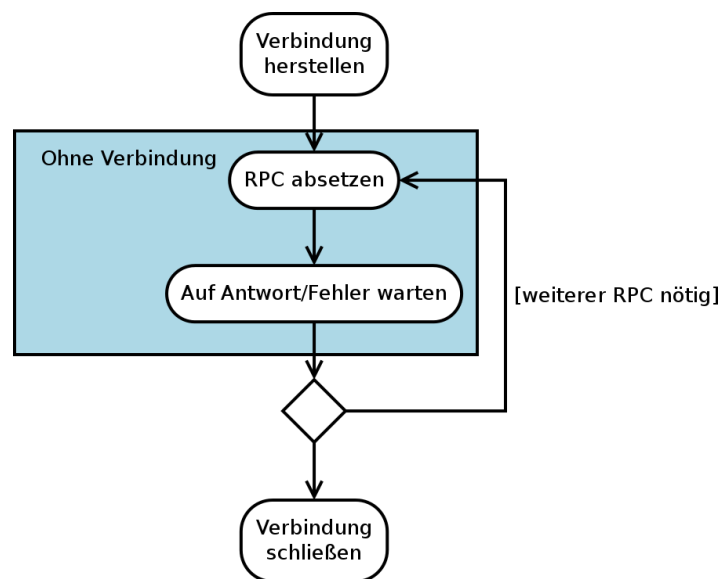 Verbindung
herstellen
Ohne Verbindung
RPC absetzen
Auf Antwort/Fehler warten
[weiterer RPC nötig]
Verbindung
schließen